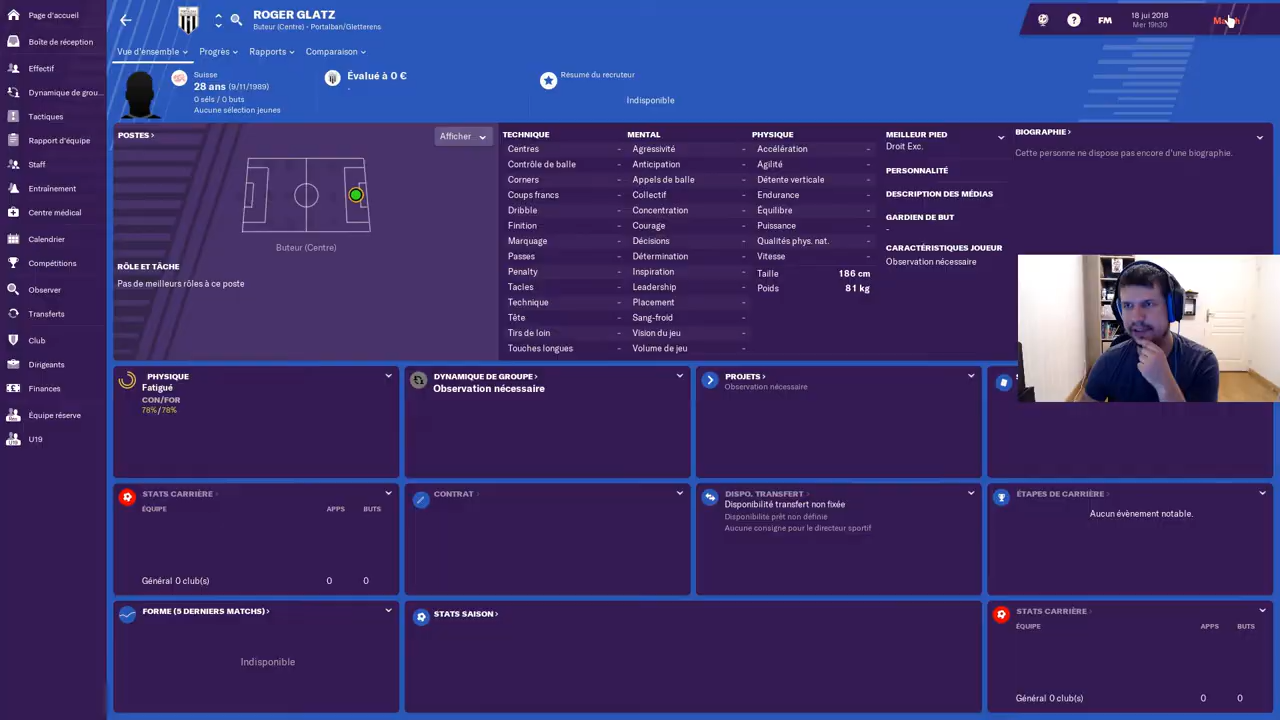 Page d'accueil
Boîte de réception
Effectif
Dynamique de grou...
Tactiques
Rapport d'équipe
Staff
Entraînement
Centre médical
Calendrier
Compétitions
Observer
Transferts
Club
Dirigeants
Finances
Équipe réserve
U19
ROGER GLATZ
Buteur (Centre) - Portalban/Gletterens
FM
18 jui 2018
Mer 19h30
Vue d'ensemble
Progrès
Rapports
Comparaison
Suisse
28 ans (9/11/1989)
0 séls / 0 buts
Aucune sélection jeunes
Évalué à 0 €
-
Résumé du recruteur
Indisponible
POSTES
Afficher
Buteur (Centre)
RÔLE ET TÂCHE
Pas de meilleurs rôles à ce poste
TECHNIQUE
Centres -
Contrôle de balle -
Corners -
Coups francs -
Dribble -
Finition -
Marquage -
Passes -
Penalty -
Tacles -
Technique -
Tête -
Tirs de loin -
Touches longues -
MENTAL
Agressivité -
Anticipation -
Appels de balle -
Collectif -
Concentration -
Courage -
Décisions -
Détermination -
Inspiration -
Leadership -
Placement -
Sang-froid -
Vision du jeu -
Volume de jeu -
PHYSIQUE
Accélération -
Agilité -
Détente verticale -
Endurance -
Équilibre -
Puissance -
Qualités phys. nat. -
Vitesse -
Taille 186 cm
Poids 81 kg
MEILLEUR PIED
Droit Exc.
PERSONNALITÉ
DESCRIPTION DES MÉDIAS
GARDIEN DE BUT
-
CARACTÉRISTIQUES JOUEUR
Observation nécessaire
BIOGRAPHIE
Cette personne ne dispose pas encore d'une biographie.
PHYSIQUE
Fatigué
CON/FOR
78%/78%
DYNAMIQUE DE GROUPE
Observation nécessaire
PROJETS
Observation nécessaire
STATS CARRIÈRE
ÉQUIPE APPS BUTS
Général 0 club(s) 0 0
CONTRAT
DISPO. TRANSFERT
Disponibilité transfert non fixée
Disponibilité prêt non définie
Aucune consigne pour le directeur sportif
ÉTAPES DE CARRIÈRE
Aucun évènement notable.
FORME (5 DERNIERS MATCHS)
Indisponible
STATS SAISON
STATS CARRIÈRE
ÉQUIPE APPS BUTS
Général 0 club(s) 0 0